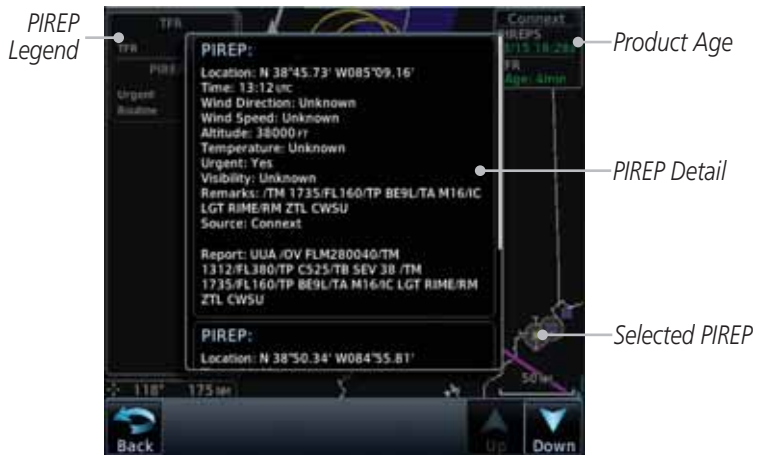 PIREP
Legend
Product Age
PIREP Detail
Selected PIREP
TFR
TFR
Urgent
Routine
Connext
PIREPS
Age: 4min
PIREP:
Location: N 38°45.73' W085°09.16'
Time: 13:12 UTC
Wind Direction: Unknown
Wind Speed: Unknown
Altitude: 38000 FT
Temperature: Unknown
Urgent: Yes
Visibility: Unknown
Remarks: /TM 1735/FL160/TP BE9L/TA M16/IC
LGT RIME/RM ZTL CWSU
Source: Connext
Report: UUA /OV FLM280040/TM
1312/FL380/TP C525/TB SEV 38 /TM
1735/FL160/TP BE9L/TA M16/IC LGT RIME/RM
ZTL CWSU
PIREP:
Location: N 38°50.34' W084°55.81'
118° 175 NM
50 NM
Back
Up
Down